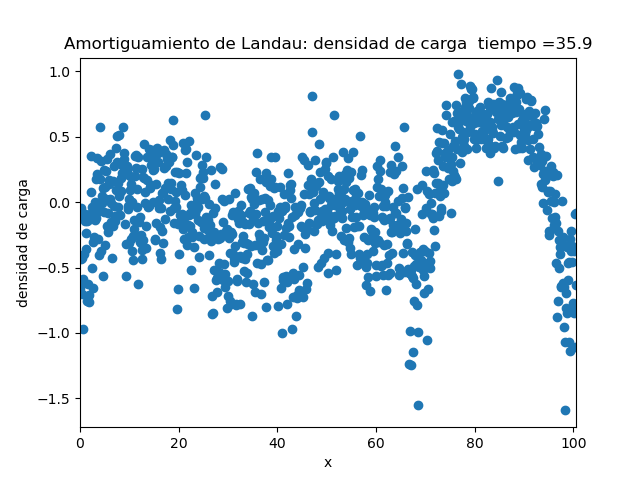 Amortiguamiento de Landau: densidad de carga  tiempo =35.9
densidad de carga
1.0
0.5
0.0
−0.5
−1.0
−1.5
0 20 40 60 80 100
x